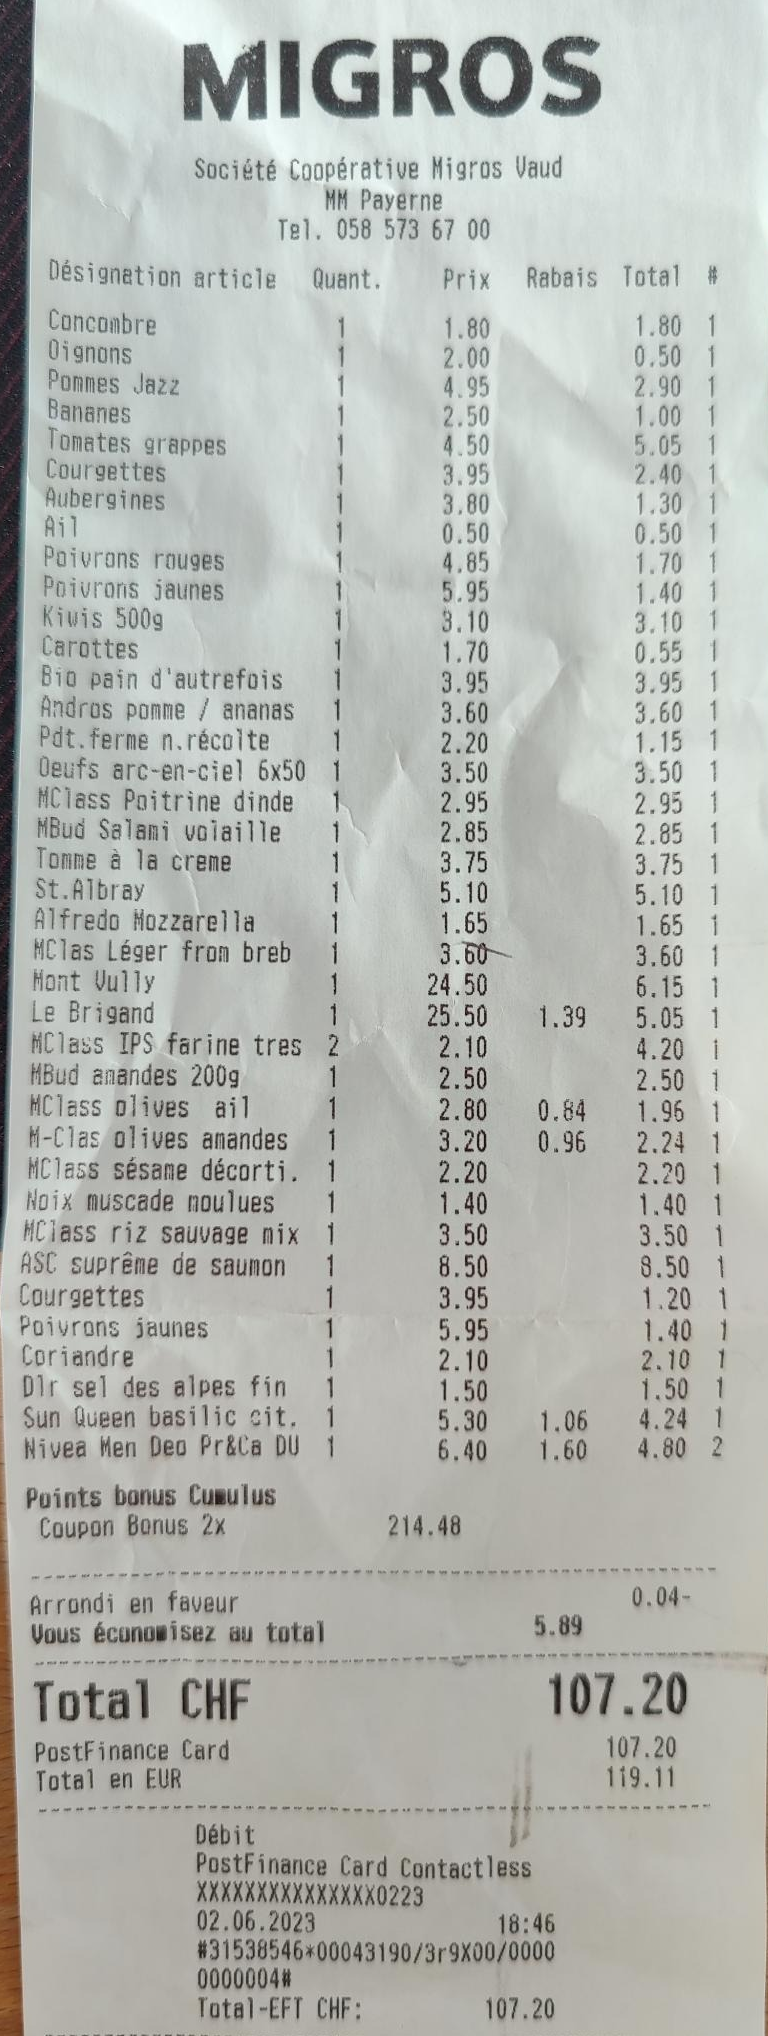 MIGROS
Société Coopérative Migros Vaud
MM Payerne
Tel. 058 573 67 00
Désignation article Quant. Prix Rabais Total #
Concombre 1 1.80 1.80 1
Oignons 1 2.00 0.50 1
Pommes Jazz 1 4.95 2.90 1
Bananes 1 2.50 1.00 1
Tomates grappes 1 4.50 5.05 1
Courgettes 1 3.95 2.40 1
Aubergines 1 3.80 1.30 1
Ail 1 0.50 0.50 1
Poivrons rouges 1 4.85 1.70 1
Poivrons jaunes 1 5.95 1.40 1
Kiwis 500g 1 3.10 3.10 1
Carottes 1 1.70 0.55 1
Bio pain d'autrefois 1 3.95 3.95 1
Andros pomme / ananas 1 3.60 3.60 1
Pdt.ferme n.récolte 1 2.20 1.15 1
Oeufs arc-en-ciel 6x50 1 3.50 3.50 1
MClass Poitrine dinde 1 2.95 2.95 1
MBud Salami volaille 1 2.85 2.85 1
Tomme à la creme 1 3.75 3.75 1
St.Albray 1 5.10 5.10 1
Alfredo Mozzarella 1 1.65 1.65 1
MClas Léger from breb 1 3.60 3.60 1
Mont Vully 1 24.50 6.15 1
Le Brigand 1 25.50 1.39 5.05 1
MClass IPS farine tres 2 2.10 4.20 1
MBud amandes 200g 1 2.50 2.50 1
MClass olives ail 1 2.80 0.84 1.96 1
M-Clas olives amandes 1 3.20 0.96 2.24 1
MClass sésame décorti. 1 2.20 2.20 1
Noix muscade moulues 1 1.40 1.40 1
MClass riz sauvage mix 1 3.50 3.50 1
ASC suprême de saumon 1 8.50 8.50 1
Courgettes 1 3.95 1.20 1
Poivrons jaunes 1 5.95 1.40 1
Coriandre 1 2.10 2.10 1
Dlr sel des alpes fin 1 1.50 1.50 1
Sun Queen basilic cit. 1 5.30 1.06 4.24 1
Nivea Men Deo Pr&Ca DU 1 6.40 1.60 4.80 2
Points bonus Cumulus
Coupon Bonus 2x 214.48
Arrondi en faveur 0.04-
Vous économisez au total 5.89
Total CHF 107.20
PostFinance Card 107.20
Total en EUR 119.11
Débit
PostFinance Card Contactless
XXXXXXXXXXXXXXX0223
02.06.2023 18:46
#31538546*00043190/3r9X00/0000
0000004#
Total-EFT CHF: 107.20